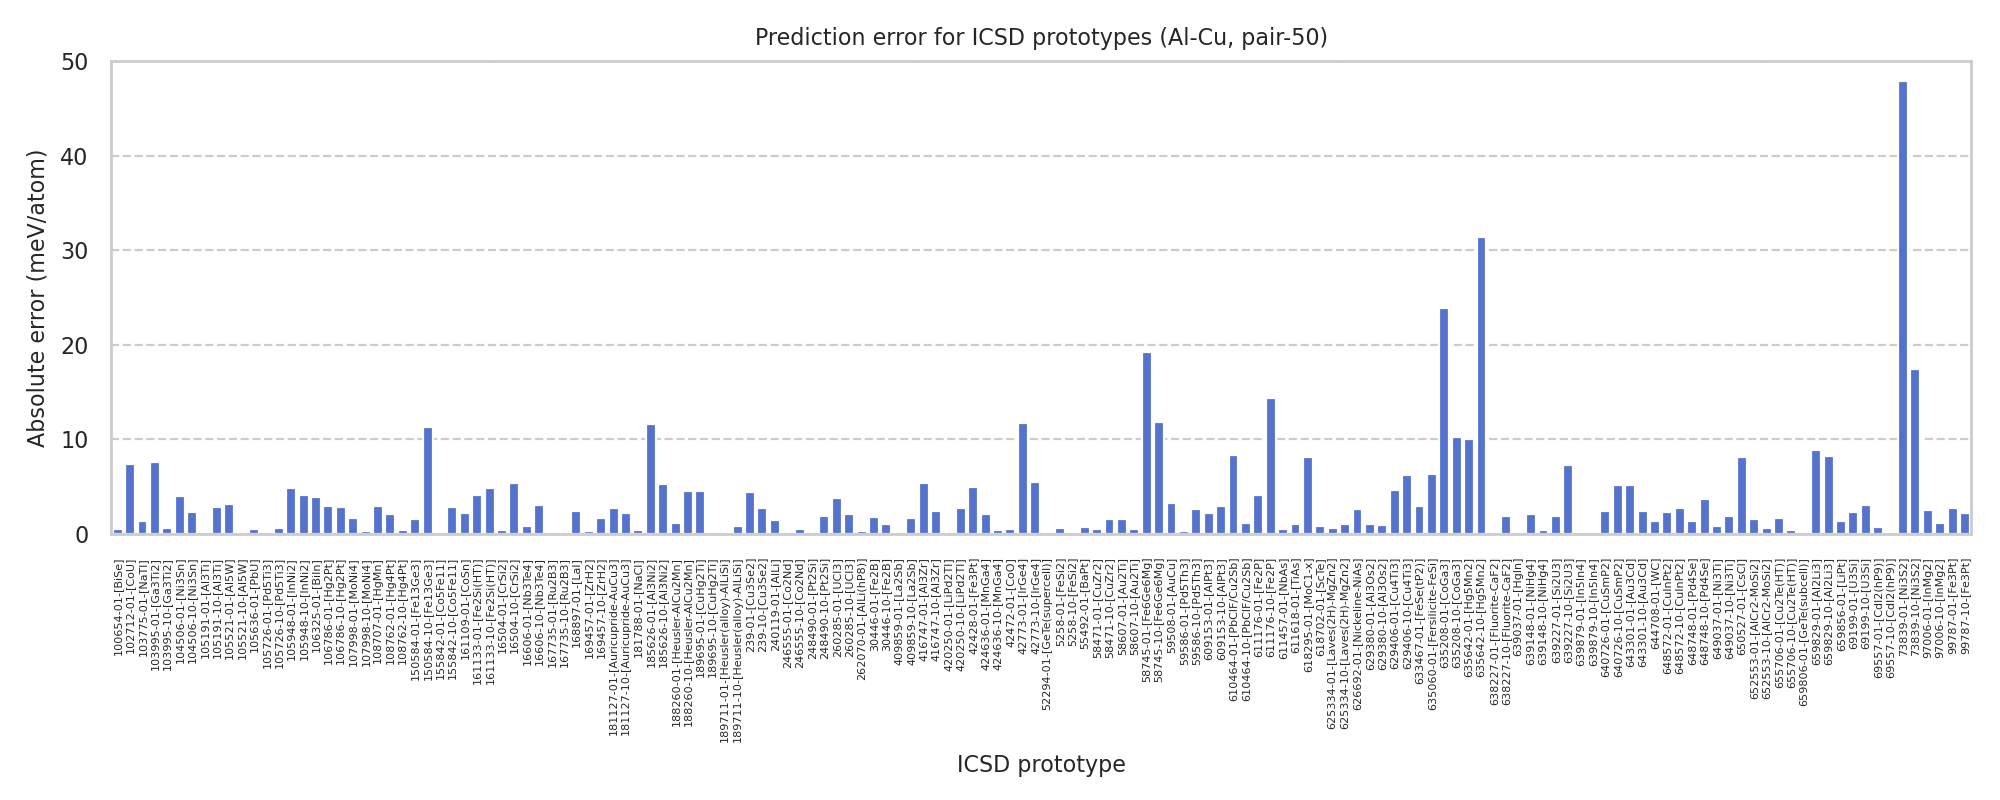 Prediction error for ICSD prototypes (Al-Cu, pair-50)
Absolute error (meV/atom)
50
40
30
20
10
0
100654-01-[BiSe]
102712-01-[CoU]
103775-01-[NaTl]
103995-01-[Ga3Ti2]
103995-10-[Ga3Ti2]
104506-01-[Ni3Sn]
104506-10-[Ni3Sn]
105191-01-[Al3Ti]
105191-10-[Al3Ti]
105521-01-[Al5W]
105521-10-[Al5W]
105636-01-[PbU]
105726-01-[Pd5Ti3]
105726-10-[Pd5Ti3]
105948-01-[InNi2]
105948-10-[InNi2]
106325-01-[BiIn]
106786-01-[Hg2Pt]
106786-10-[Hg2Pt]
107998-01-[MoNi4]
107998-10-[MoNi4]
108707-01-[HgMn]
108762-01-[Hg4Pt]
108762-10-[Hg4Pt]
150584-01-[Fe13Ge3]
150584-10-[Fe13Ge3]
155842-01-[Co5Fe11]
155842-10-[Co5Fe11]
161109-01-[CoSn]
161133-01-[Fe2Si(HT)]
161133-10-[Fe2Si(HT)]
16504-01-[CrSi2]
16504-10-[CrSi2]
16606-01-[Nb3Te4]
16606-10-[Nb3Te4]
167735-01-[Ru2B3]
167735-10-[Ru2B3]
168897-01-[LaI]
169457-01-[ZrH2]
169457-10-[ZrH2]
181127-01-[Auricupride-AuCu3]
181127-10-[Auricupride-AuCu3]
181788-01-[NaCl]
185626-01-[Al3Ni2]
185626-10-[Al3Ni2]
188260-01-[Heusler-AlCu2Mn]
188260-10-[Heusler-AlCu2Mn]
189695-01-[CuHg2Ti]
189695-10-[CuHg2Ti]
189711-01-[Heusler(alloy)-AlLiSi]
189711-10-[Heusler(alloy)-AlLiSi]
239-01-[Cu3Se2]
239-10-[Cu3Se2]
240119-01-[AlLi]
246555-01-[Co2Nd]
246555-10-[Co2Nd]
248490-01-[Pt2Si]
248490-10-[Pt2Si]
260285-01-[UCl3]
260285-10-[UCl3]
262070-01-[AlLi(hP8)]
30446-01-[Fe2B]
30446-10-[Fe2B]
409859-01-[La2Sb]
409859-10-[La2Sb]
416747-01-[Al3Zr]
416747-10-[Al3Zr]
420250-01-[LiPd2Tl]
420250-10-[LiPd2Tl]
42428-01-[Fe3Pt]
424636-01-[MnGa4]
424636-10-[MnGa4]
42472-01-[CoO]
42773-01-[IrGe4]
42773-10-[IrGe4]
52294-01-[GeTe(supercell)]
5258-01-[FeSi2]
5258-10-[FeSi2]
55492-01-[BaPt]
58471-01-[CuZr2]
58471-10-[CuZr2]
58607-01-[Au2Ti]
58607-10-[Au2Ti]
58745-01-[Fe6Ge6Mg]
58745-10-[Fe6Ge6Mg]
59508-01-[AuCu]
59586-01-[Pd5Th3]
59586-10-[Pd5Th3]
609153-01-[AlPt3]
609153-10-[AlPt3]
610464-01-[PbClF/Cu2Sb]
610464-10-[PbClF/Cu2Sb]
611176-01-[Fe2P]
611176-10-[Fe2P]
611457-01-[NbAs]
611618-01-[TiAs]
618295-01-[MoC1-x]
618702-01-[ScTe]
625334-01-[Laves(2H)-MgZn2]
625334-10-[Laves(2H)-MgZn2]
626692-01-[Nickeline-NiAs]
629380-01-[Al3Os2]
629380-10-[Al3Os2]
629406-01-[Cu4Ti3]
629406-10-[Cu4Ti3]
633467-01-[FeSe(tP2)]
635060-01-[Fersilicite-FeSi]
635208-01-[CoGa3]
635208-10-[CoGa3]
635642-01-[Hg5Mn2]
635642-10-[Hg5Mn2]
638227-01-[Fluorite-CaF2]
638227-10-[Fluorite-CaF2]
639037-01-[HgIn]
639148-01-[NiHg4]
639148-10-[NiHg4]
639227-01-[Si2U3]
639227-10-[Si2U3]
639879-01-[In5In4]
639879-10-[In5In4]
640726-01-[CuSmP2]
640726-10-[CuSmP2]
643301-01-[Au3Cd]
643301-10-[Au3Cd]
644708-01-[WC]
648572-01-[CuInPt2]
648572-10-[CuInPt2]
648748-01-[Pd4Se]
648748-10-[Pd4Se]
649037-01-[Ni3Ti]
649037-10-[Ni3Ti]
650527-01-[CsCl]
652553-01-[AlCr2-MoSi2]
652553-10-[AlCr2-MoSi2]
655706-01-[Cu2Te(HT)]
655706-10-[Cu2Te(HT)]
659806-01-[GeTe(subcell)]
659829-01-[Al2Li3]
659829-10-[Al2Li3]
659856-01-[LiPt]
69199-01-[U3Si]
69199-10-[U3Si]
69557-01-[CdI2(hP9)]
69557-10-[CdI2(hP9)]
73839-01-[Ni3S2]
73839-10-[Ni3S2]
97006-01-[InMg2]
97006-10-[InMg2]
99787-01-[Fe3Pt]
99787-10-[Fe3Pt]
ICSD prototype